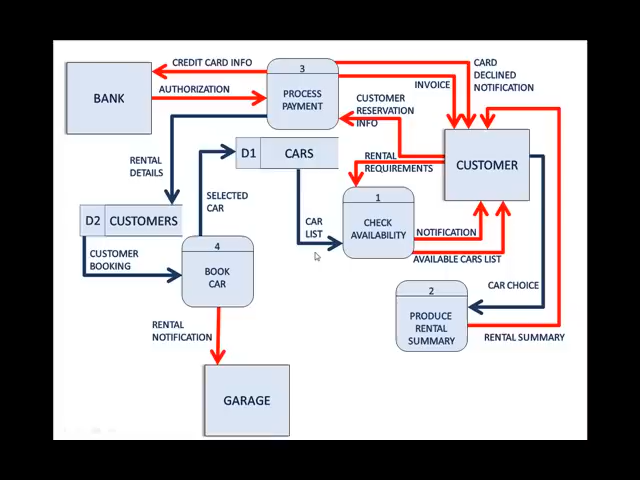 CREDIT CARD INFO
3
CARD
DECLINED
NOTIFICATION
BANK
AUTHORIZATION
PROCESS
PAYMENT
INVOICE
CUSTOMER
RESERVATION
INFO
RENTAL
DETAILS
D1 CARS
RENTAL
REQUIREMENTS
CUSTOMER
SELECTED
CAR
1
CHECK
AVAILABILITY
D2 CUSTOMERS
CAR
LIST
NOTIFICATION
4
BOOK
CAR
CUSTOMER
BOOKING
AVAILABLE CARS LIST
2
PRODUCE
RENTAL
SUMMARY
CAR CHOICE
RENTAL
NOTIFICATION
RENTAL SUMMARY
GARAGE